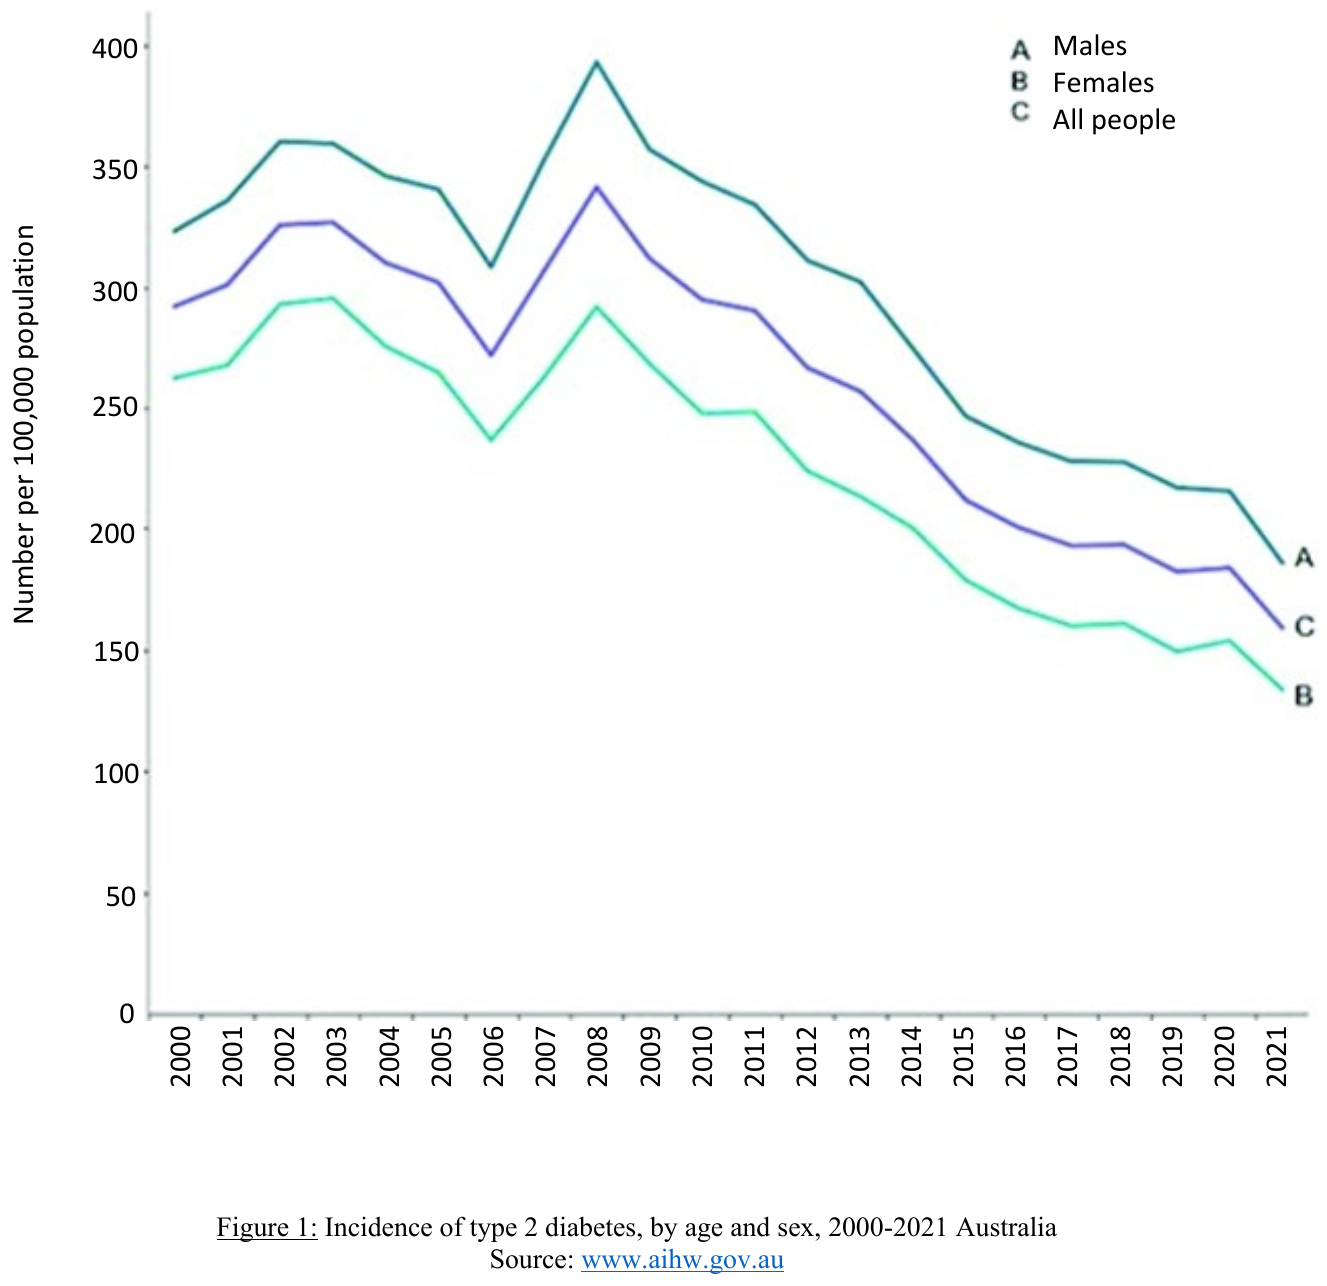 400
350
300
250
200
150
100
50
0
Number per 100,000 population
A Males
B Females
C All people
A
C
B
2000 2001 2002 2003 2004 2005 2006 2007 2008 2009 2010 2011 2012 2013 2014 2015 2016 2017 2018 2019 2020 2021
Figure 1: Incidence of type 2 diabetes, by age and sex, 2000-2021 Australia
Source: www.aihw.gov.au